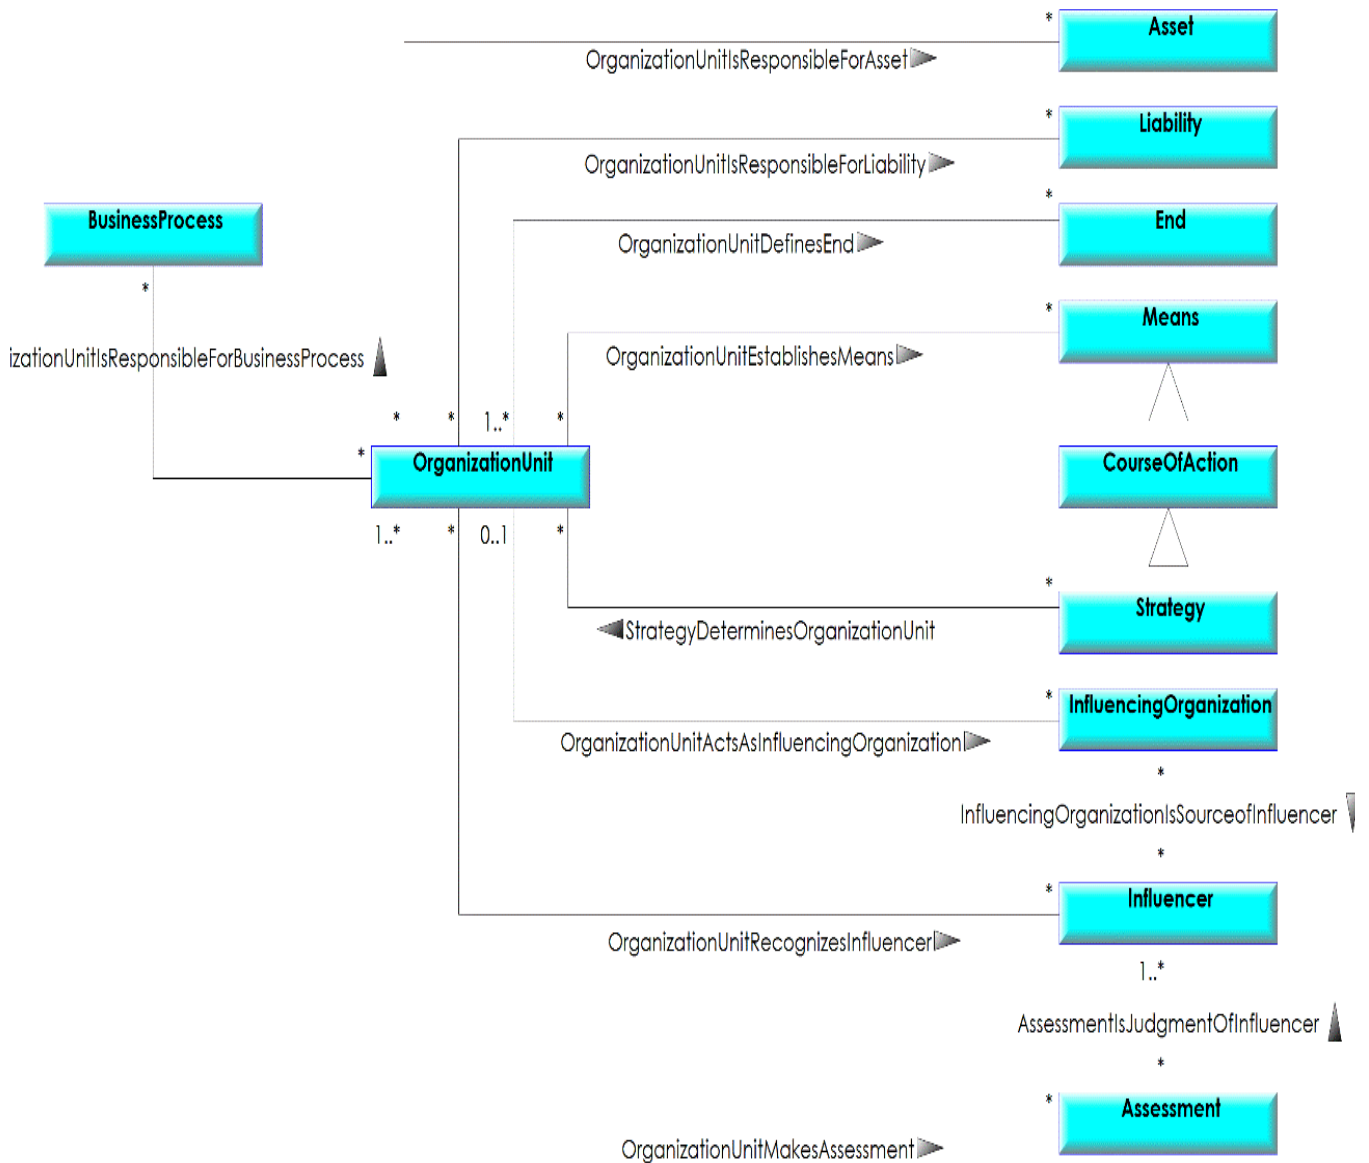 * Asset
OrganizationUnitIsResponsibleForAsset
* Liability
OrganizationUnitIsResponsibleForLiability
* End
BusinessProcess
OrganizationUnitDefinesEnd
*
* Means
OrganizationUnitEstablishesMeans
izationUnitIsResponsibleForBusinessProcess
* * 1..* *
*
OrganizationUnit
CourseOfAction
1..* * 0..1 *
* Strategy
StrategyDeterminesOrganizationUnit
* InfluencingOrganization
OrganizationUnitActsAsInfluencingOrganization
*
InfluencingOrganizationIsSourceofInfluencer
*
* Influencer
OrganizationUnitRecognizesInfluencer
1..*
AssessmentIsJudgmentOfInfluencer
*
* Assessment
OrganizationUnitMakesAssessment